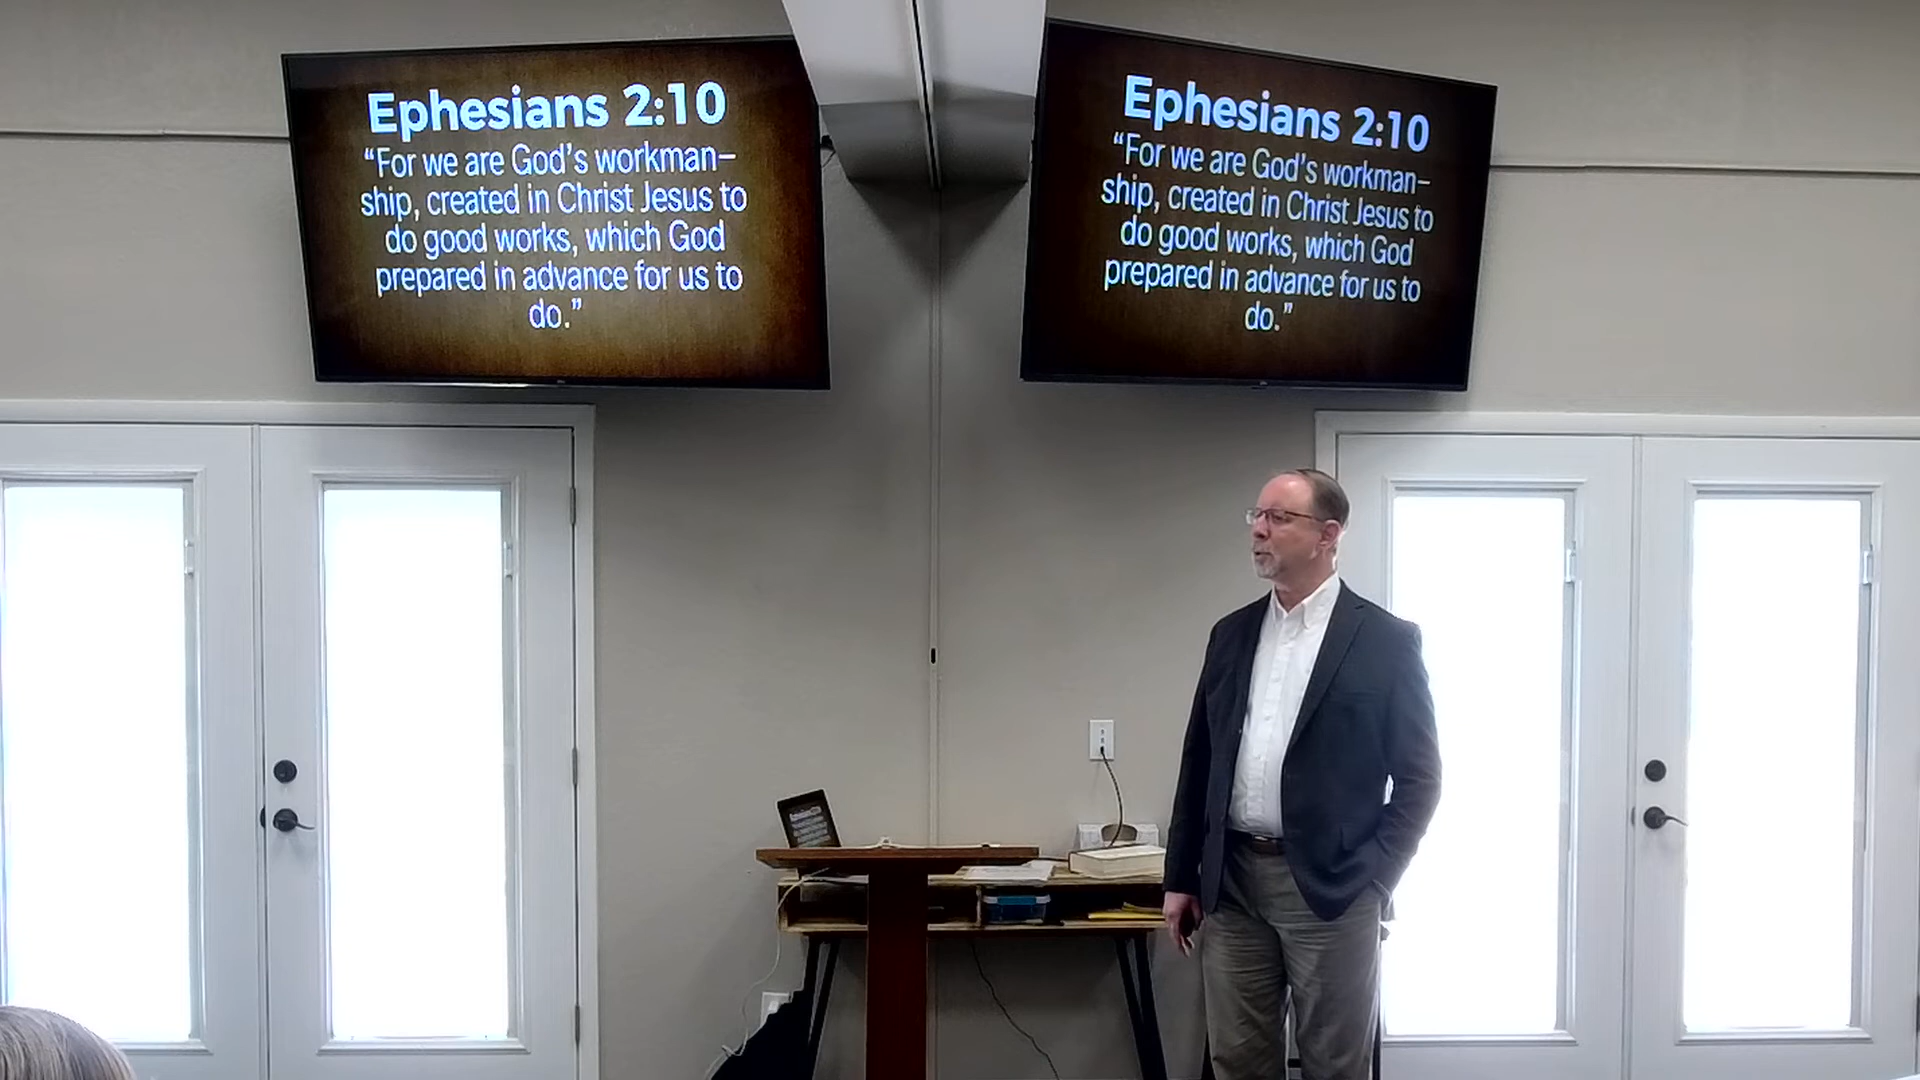 Ephesians 2:10
“For we are God’s workman–
ship, created in Christ Jesus to
do good works, which God
prepared in advance for us to
do.”
Ephesians 2:10
“For we are God’s workman–
ship, created in Christ Jesus to
do good works, which God
prepared in advance for us to
do.”